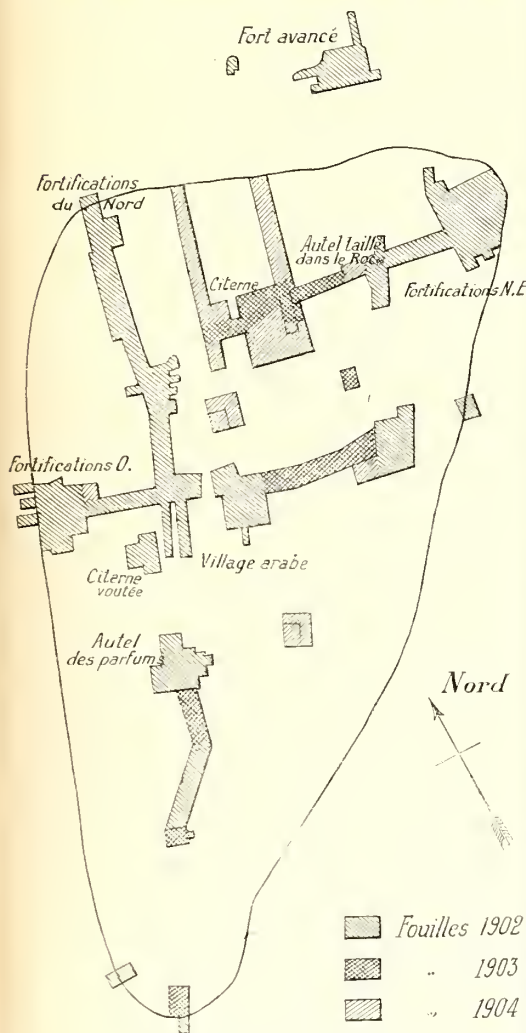 Fort avancé
Fortifications
du Nord
Autel taillé
dans le Roc
Citerne
Fortifications N.E
Fortifications O.
Village arabe
Citerne
voutée
Autel
des parfums
Nord
Fouilles 1902
„ 1903
„ 1904